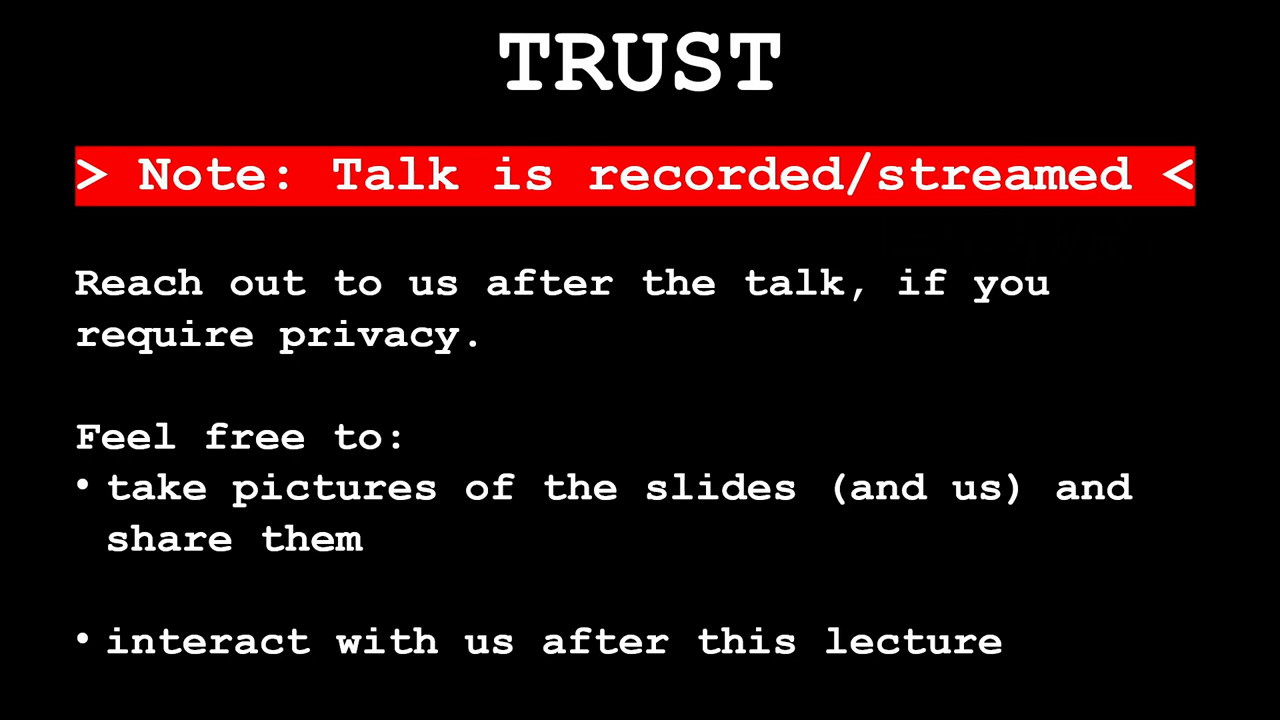 TRUST
> Note: Talk is recorded/streamed <
Reach out to us after the talk, if you
require privacy.
Feel free to:
• take pictures of the slides (and us) and
share them
• interact with us after this lecture